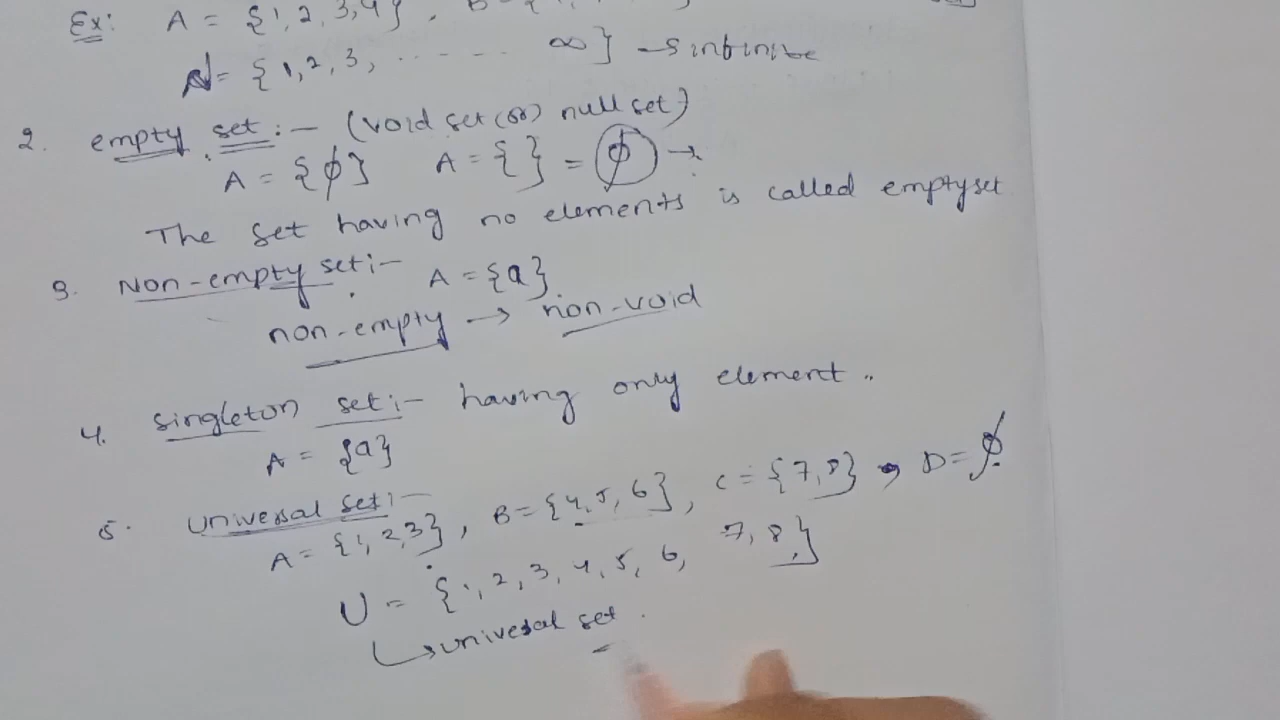 Ex: A = {1, 2, 3, 4}, B = {
N = {1, 2, 3, ........ ∞} → infinite
2. empty set :- (void set (or) null set)
A = {ϕ} A = { } = ϕ →
The set having no elements is called emptyset
3. Non-empty set :- A = {a}
non-empty → non-void
4. singleton set :- having only element ..
A = {a}
5. universal set :-
A = {1, 2, 3}, B = {4, 5, 6}, C = {7, 8}, D = ϕ.
U = {1, 2, 3, 4, 5, 6, 7, 8,}
↳ univesal set.